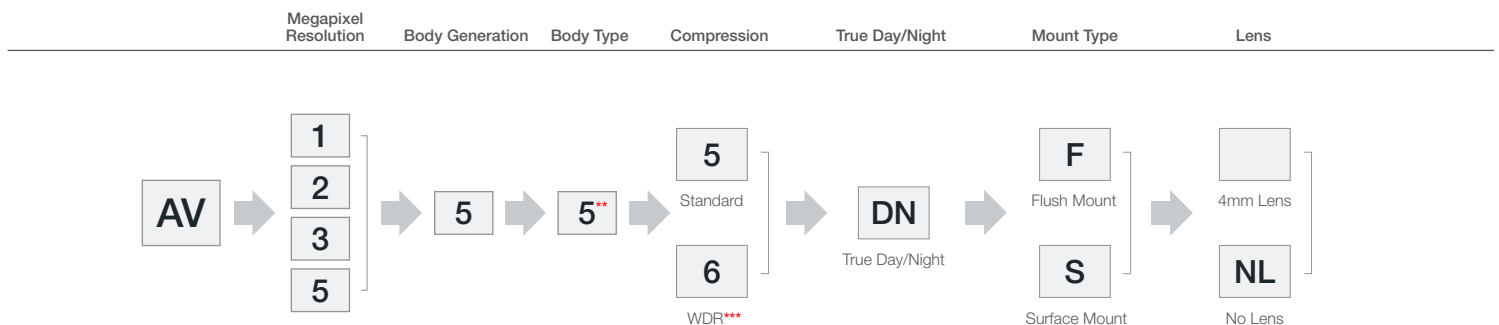 Megapixel
Resolution
Body Generation
Body Type
Compression
True Day/Night
Mount Type
Lens
AV
1
2
3
5
5
5**
5
Standard
6
WDR***
DN
True Day/Night
F
Flush Mount
S
Surface Mount
4mm Lens
NL
No Lens